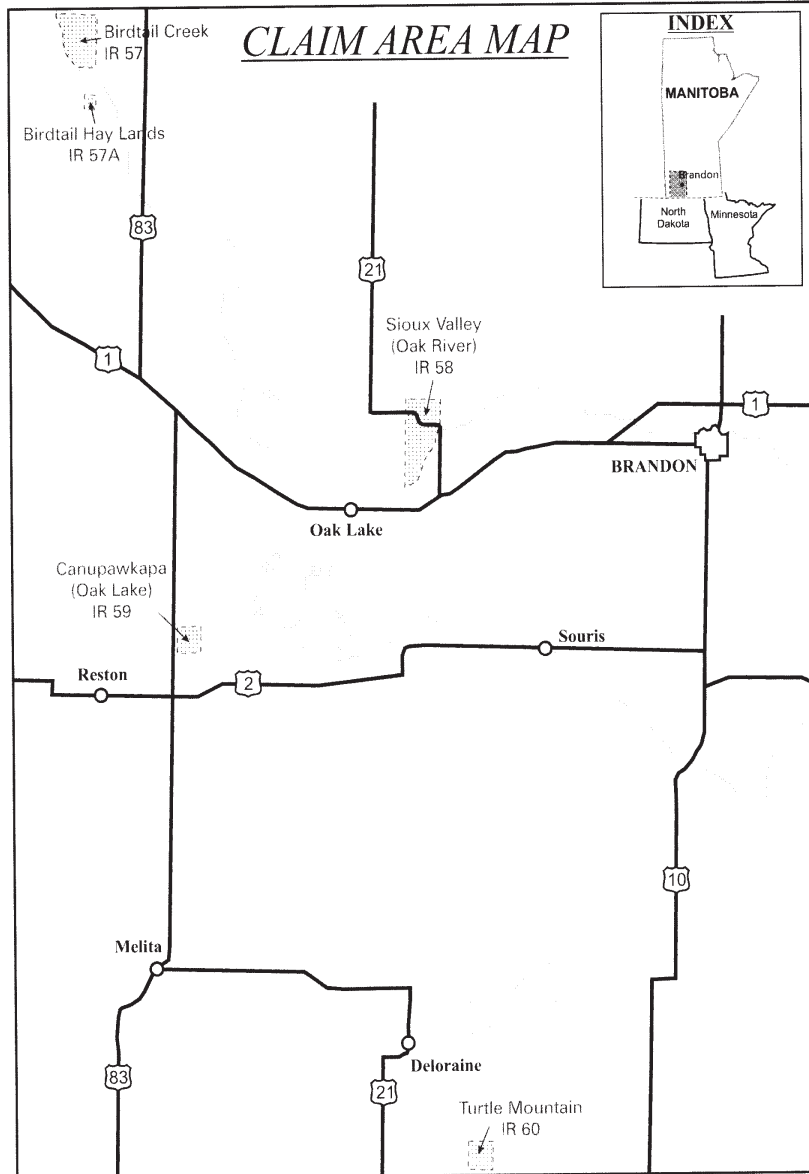 CLAIM AREA MAP
INDEX
MANITOBA
Brandon
North
Dakota
Minnesota
Birdtail Creek
IR 57
Birdtail Hay Lands
IR 57A
83
21
1
Sioux Valley
(Oak River)
IR 58
1
BRANDON
Oak Lake
Canupawkapa
(Oak Lake)
IR 59
Souris
Reston
2
10
Melita
Deloraine
83
21
Turtle Mountain
IR 60